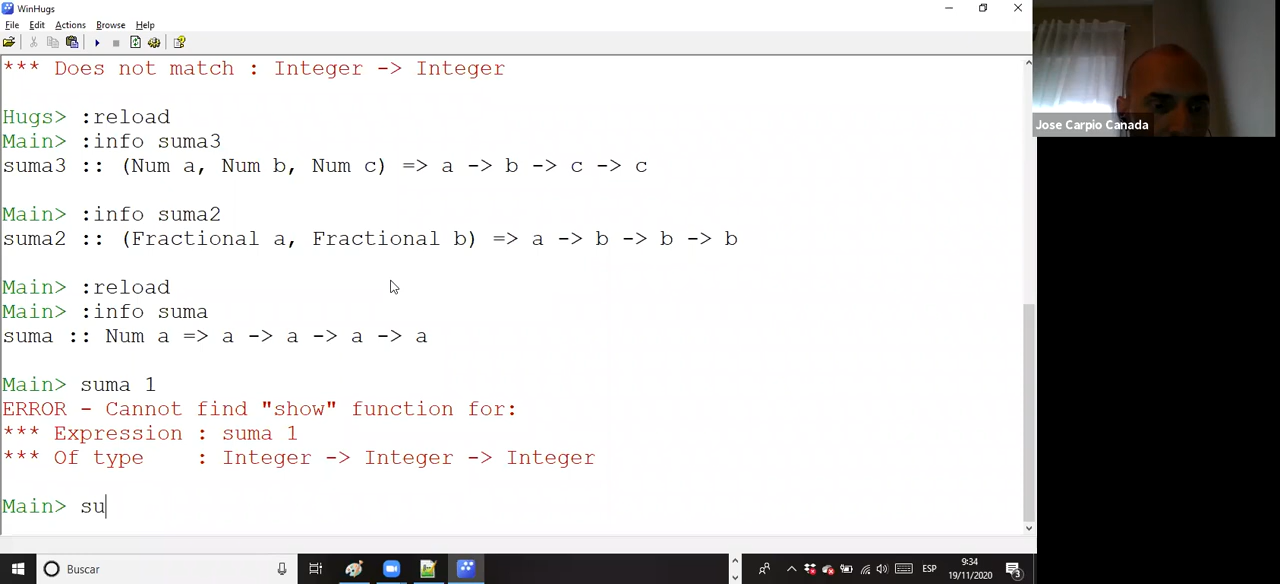 WinHugs
File Edit Actions Browse Help
*** Does not match : Integer -> Integer
Hugs> :reload
Main> :info suma3
suma3 :: (Num a, Num b, Num c) => a -> b -> c -> c
Main> :info suma2
suma2 :: (Fractional a, Fractional b) => a -> b -> b -> b
Main> :reload
Main> :info suma
suma :: Num a => a -> a -> a -> a
Main> suma 1
ERROR - Cannot find "show" function for:
*** Expression : suma 1
*** Of type : Integer -> Integer -> Integer
Main> su
Jose Carpio Canada
Buscar
ESP
9:34
19/11/2020
3